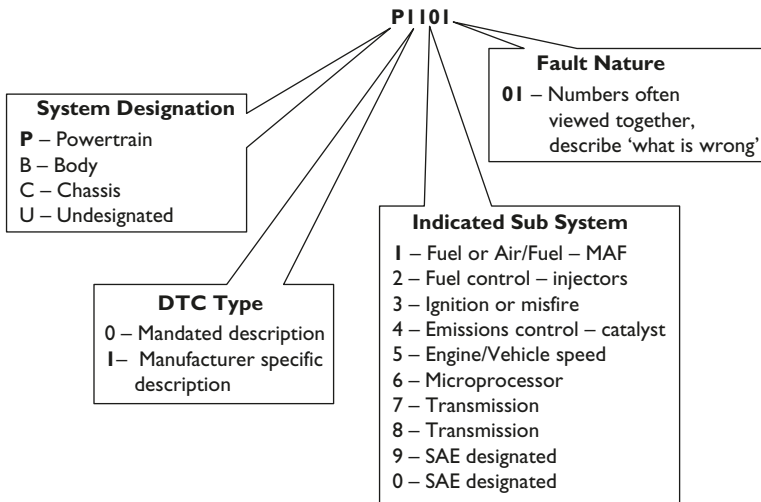 P1101
System Designation
P – Powertrain
B – Body
C – Chassis
U – Undesignated
DTC Type
0 – Mandated description
1– Manufacturer specific
description
Indicated Sub System
1 – Fuel or Air/Fuel – MAF
2 – Fuel control – injectors
3 – Ignition or misfire
4 – Emissions control – catalyst
5 – Engine/Vehicle speed
6 – Microprocessor
7 – Transmission
8 – Transmission
9 – SAE designated
0 – SAE designated
Fault Nature
01 – Numbers often
viewed together,
describe ‘what is wrong’